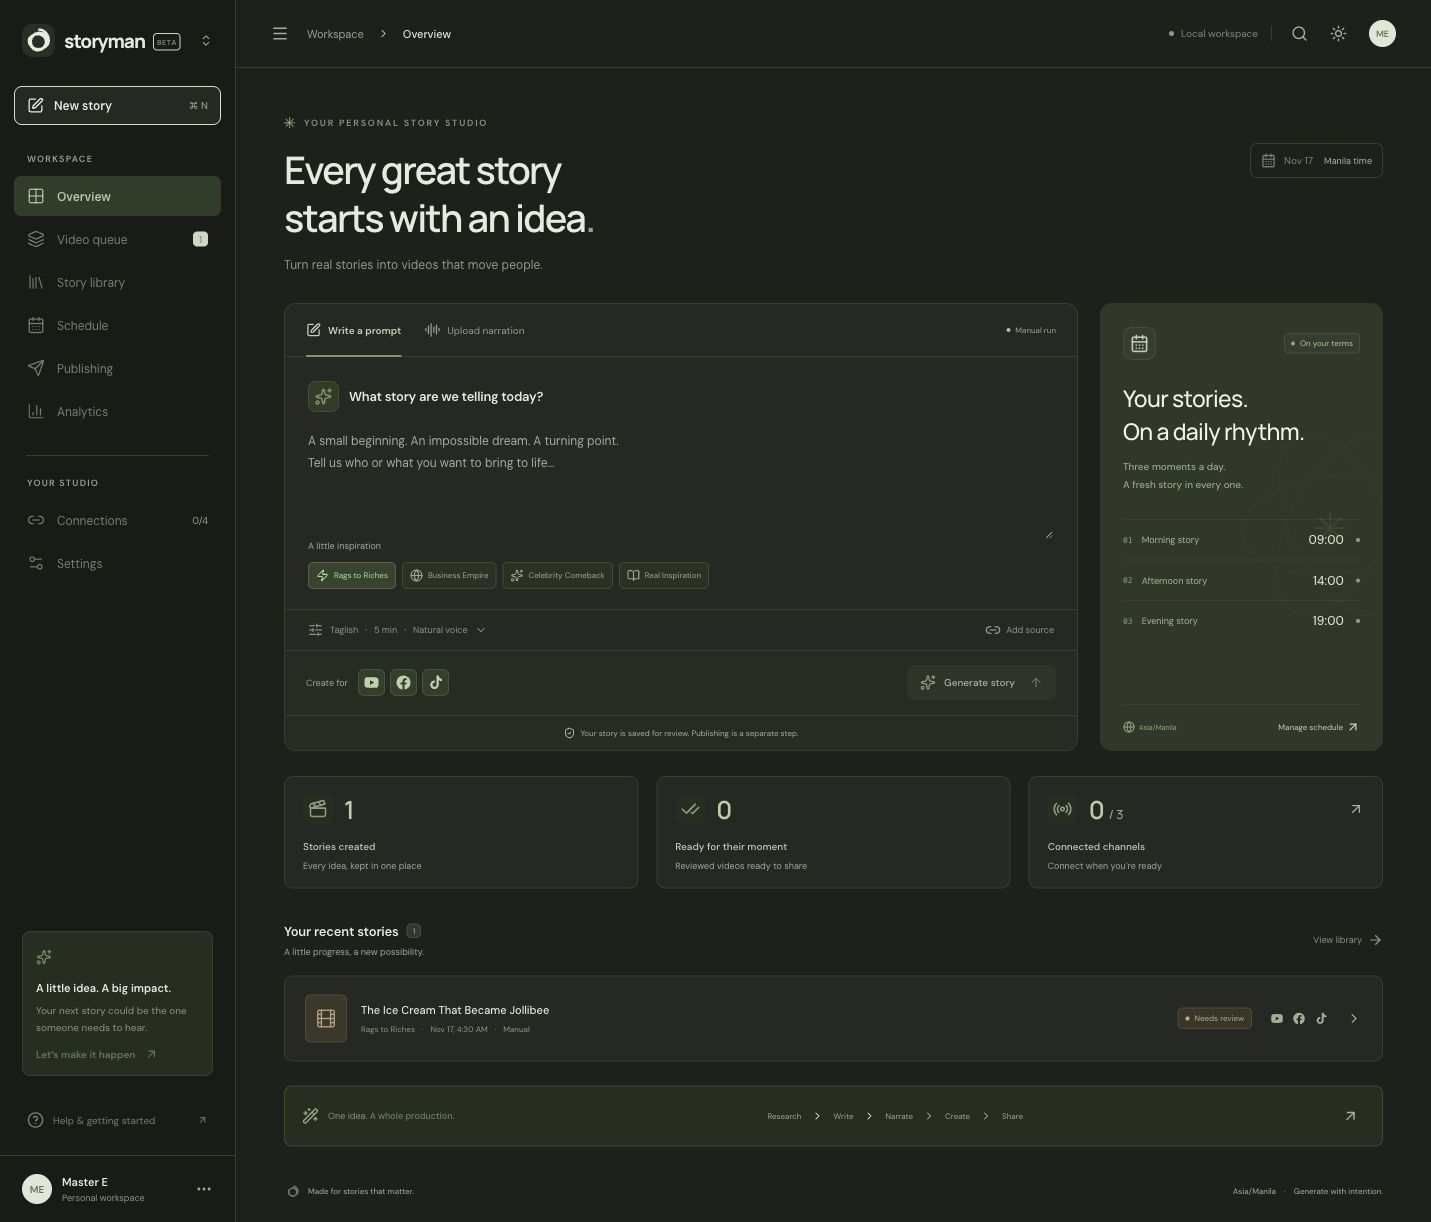 storyman BETA
New story ⌘ N
WORKSPACE
Overview
Video queue 1
Story library
Schedule
Publishing
Analytics
YOUR STUDIO
Connections 0/4
Settings
A little idea. A big impact.
Your next story could be the one
someone needs to hear.
Let's make it happen
Help & getting started
ME Master E
Personal workspace
Workspace > Overview
Local workspace
ME
YOUR PERSONAL STORY STUDIO
Every great story
starts with an idea.
Turn real stories into videos that move people.
Nov 17 Manila time
Write a prompt Upload narration
Manual run
What story are we telling today?
A small beginning. An impossible dream. A turning point.
Tell us who or what you want to bring to life...
A little inspiration
Rags to Riches Business Empire Celebrity Comeback Real Inspiration
Taglish · 5 min · Natural voice
Add source
Create for
Generate story
Your story is saved for review. Publishing is a separate step.
On your terms
Your stories.
On a daily rhythm.
Three moments a day.
A fresh story in every one.
01 Morning story 09:00
02 Afternoon story 14:00
03 Evening story 19:00
Asia/Manila Manage schedule
1
Stories created
Every idea, kept in one place
0
Ready for their moment
Reviewed videos ready to share
0 / 3
Connected channels
Connect when you're ready
Your recent stories 1
A little progress, a new possibility.
View library
The Ice Cream That Became Jollibee
Rags to Riches · Nov 17, 4:30 AM · Manual
Needs review
One idea. A whole production.
Research > Write > Narrate > Create > Share
Made for stories that matter.
Asia/Manila · Generate with intention.